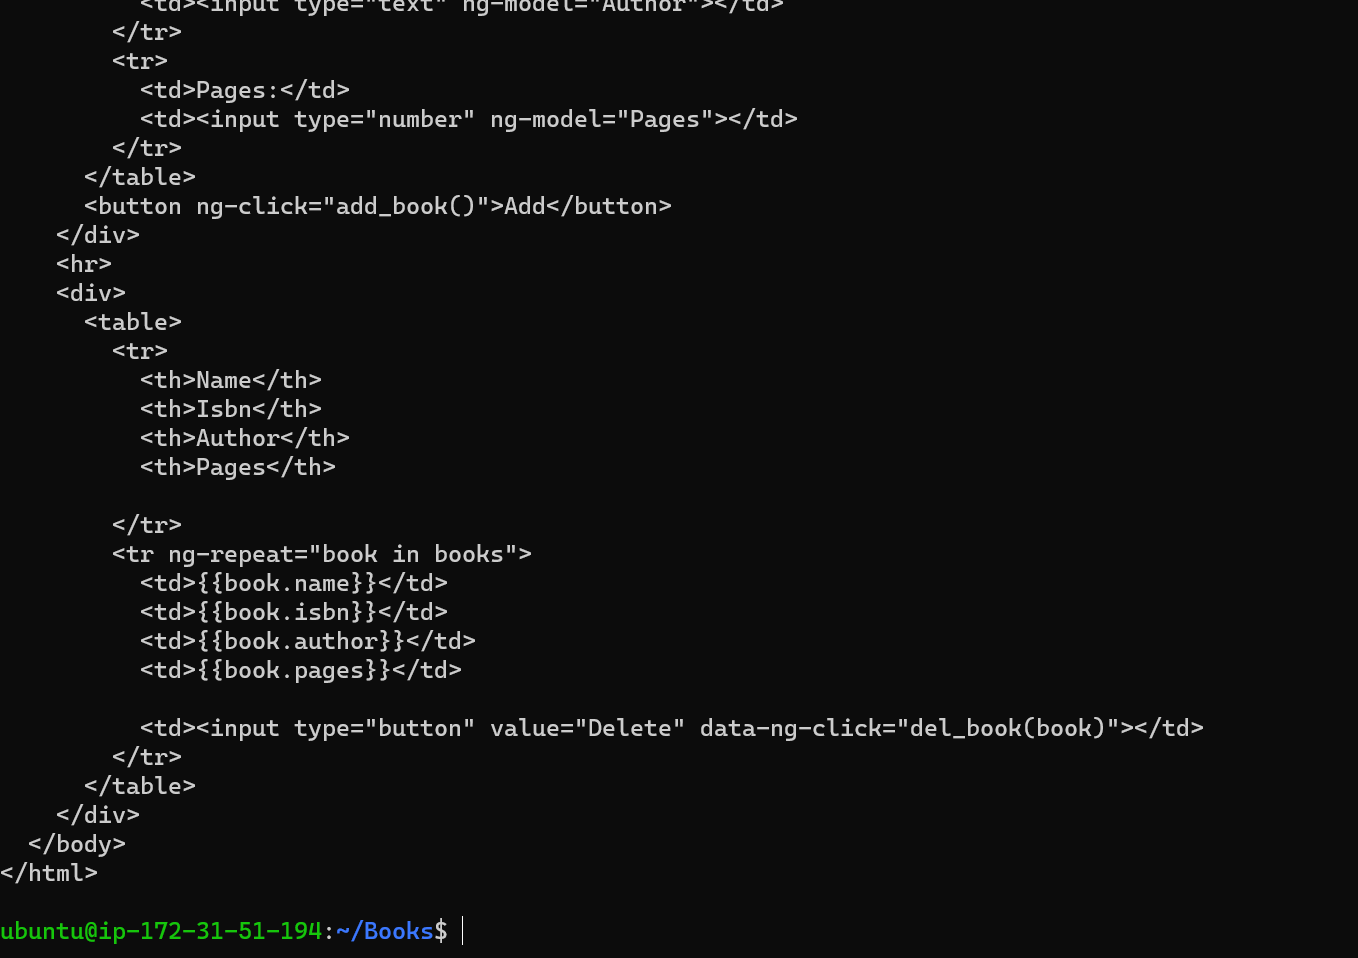 <td><input type="text" ng-model="Author"></td>
</tr>
<tr>
<td>Pages:</td>
<td><input type="number" ng-model="Pages"></td>
</tr>
</table>
<button ng-click="add_book()">Add</button>
</div>
<hr>
<div>
<table>
<tr>
<th>Name</th>
<th>Isbn</th>
<th>Author</th>
<th>Pages</th>
</tr>
<tr ng-repeat="book in books">
<td>{{book.name}}</td>
<td>{{book.isbn}}</td>
<td>{{book.author}}</td>
<td>{{book.pages}}</td>
<td><input type="button" value="Delete" data-ng-click="del_book(book)"></td>
</tr>
</table>
</div>
</body>
</html>
ubuntu@ip-172-31-51-194:~/Books$